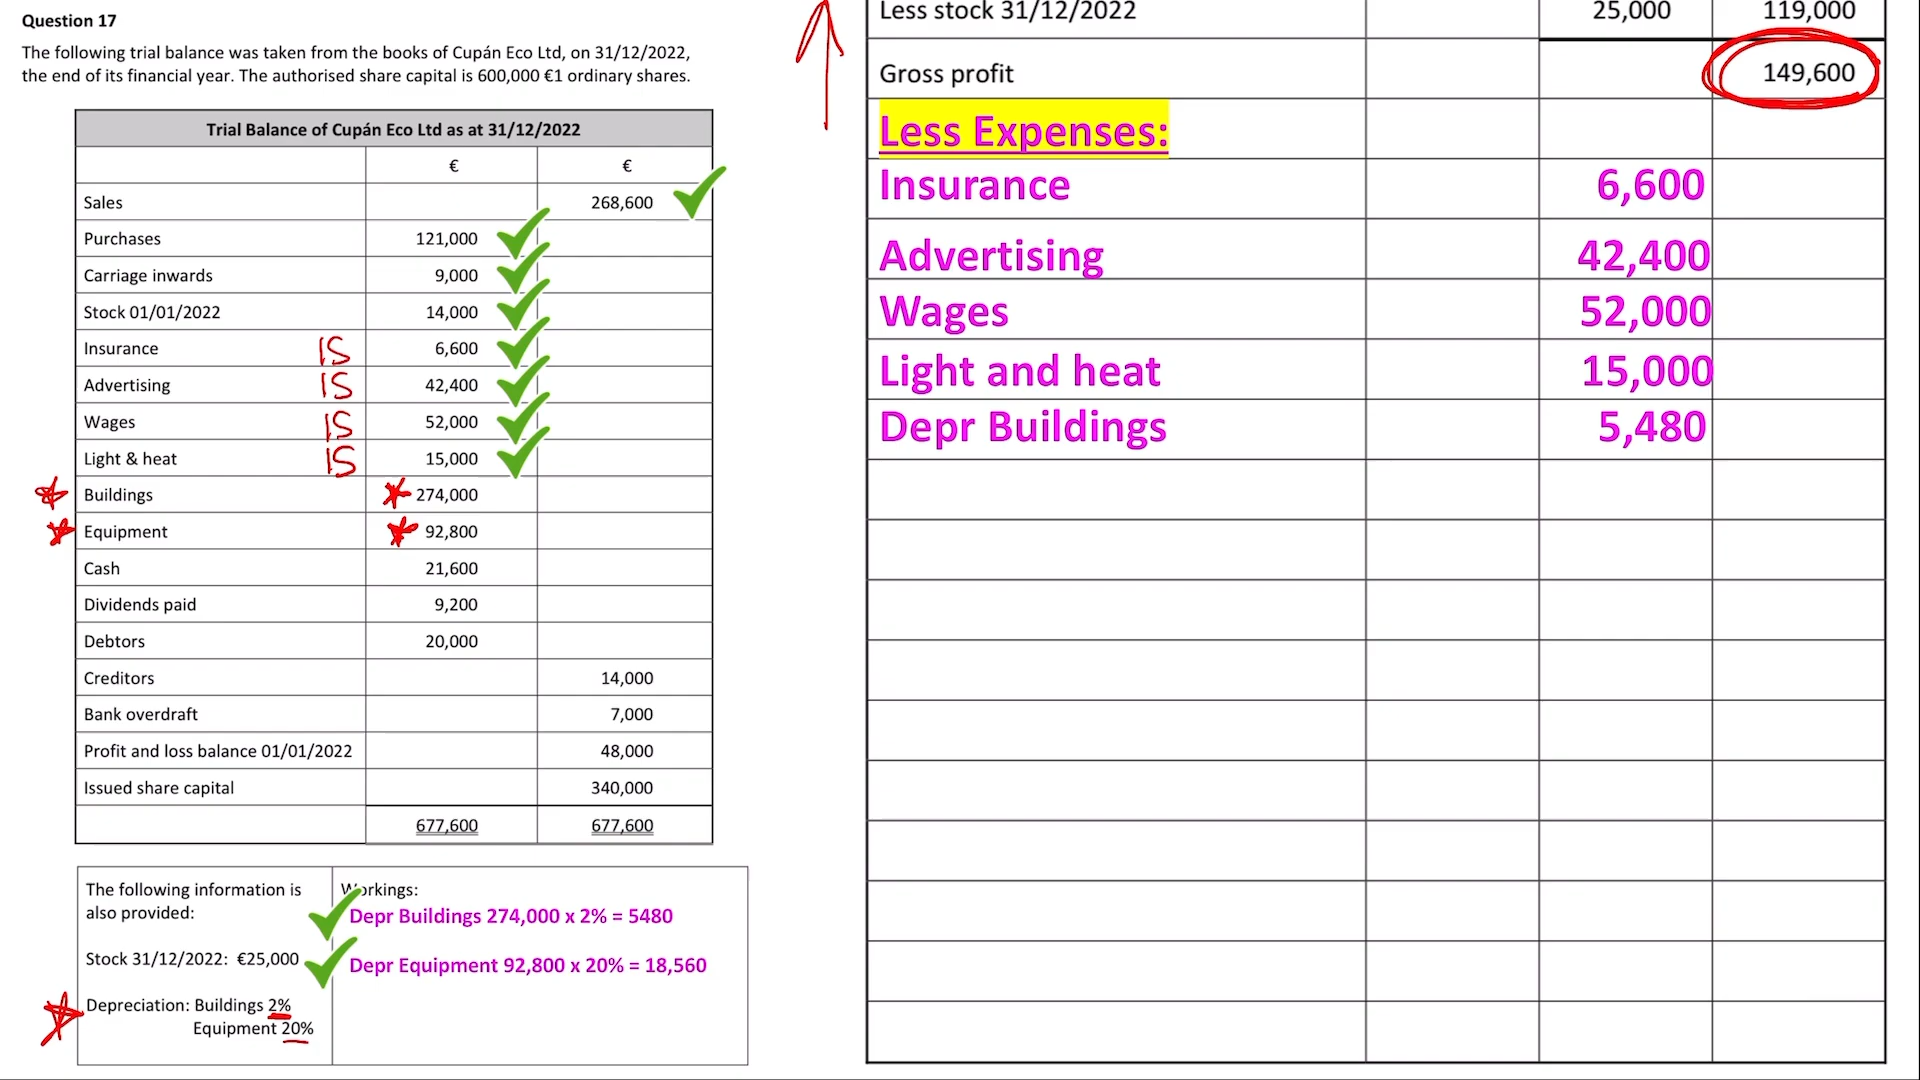 Question 17
The following trial balance was taken from the books of Cupán Eco Ltd, on 31/12/2022,
the end of its financial year. The authorised share capital is 600,000 €1 ordinary shares.
Trial Balance of Cupán Eco Ltd as at 31/12/2022
€ €
Sales 268,600
Purchases 121,000
Carriage inwards 9,000
Stock 01/01/2022 14,000
Insurance IS 6,600
Advertising IS 42,400
Wages IS 52,000
Light & heat IS 15,000
Buildings 274,000
Equipment 92,800
Cash 21,600
Dividends paid 9,200
Debtors 20,000
Creditors 14,000
Bank overdraft 7,000
Profit and loss balance 01/01/2022 48,000
Issued share capital 340,000
677,600 677,600
The following information is
also provided:
Stock 31/12/2022: €25,000
Depreciation: Buildings 2%
Equipment 20%
Workings:
Depr Buildings 274,000 x 2% = 5480
Depr Equipment 92,800 x 20% = 18,560
Less stock 31/12/2022 25,000 119,000
Gross profit 149,600
Less Expenses:
Insurance 6,600
Advertising 42,400
Wages 52,000
Light and heat 15,000
Depr Buildings 5,480